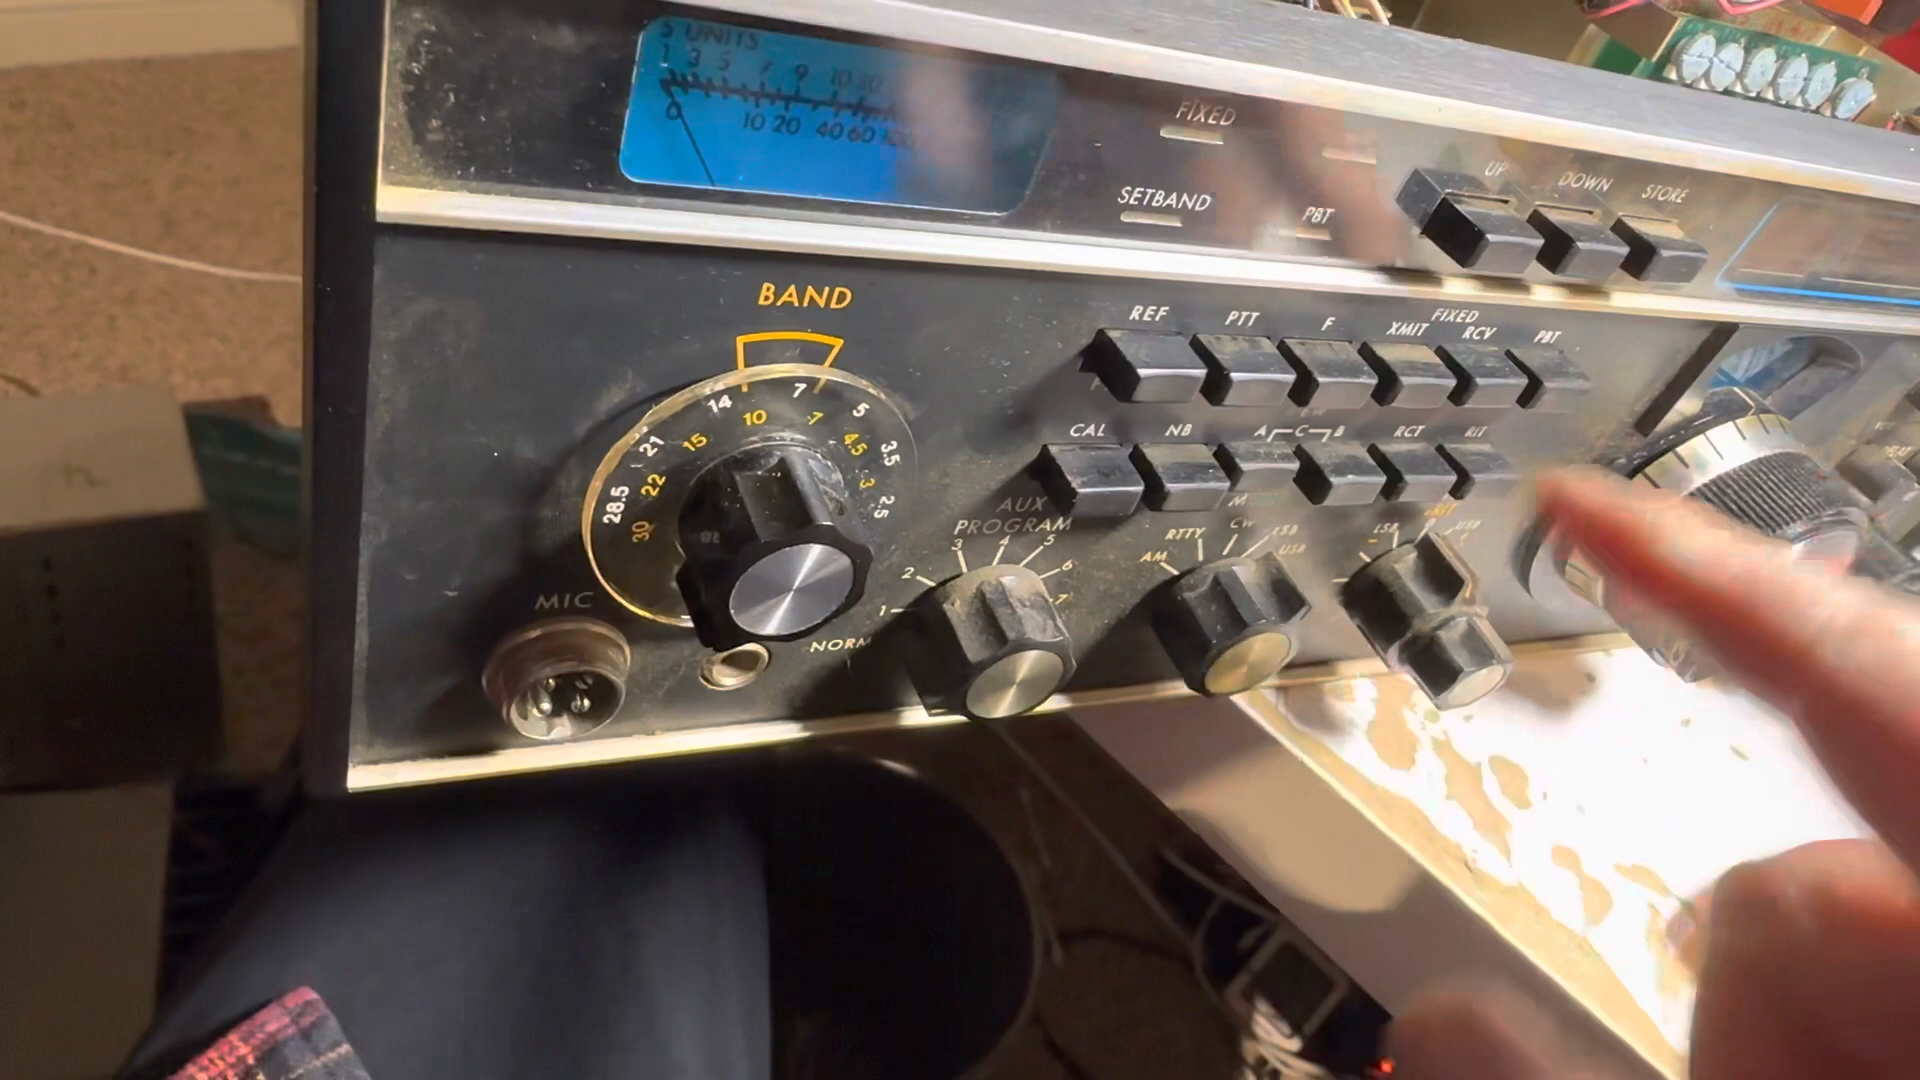 S UNITS
1 3 5 7 9 10
0 10 20 40 60
FIXED
SETBAND
PBT
UP DOWN STORE
BAND
14 7 5 3.5 2.5
28.5 21
30 22 15 10 7 4.5 3
REF PTT F XMIT FIXED RCV PBT
CAL NB A C B RCT RIT
MIC
NORM
AUX
PROGRAM
1 2 3 4 5 6 7
AM RTTY CW LSB USB
LSB 0 USB